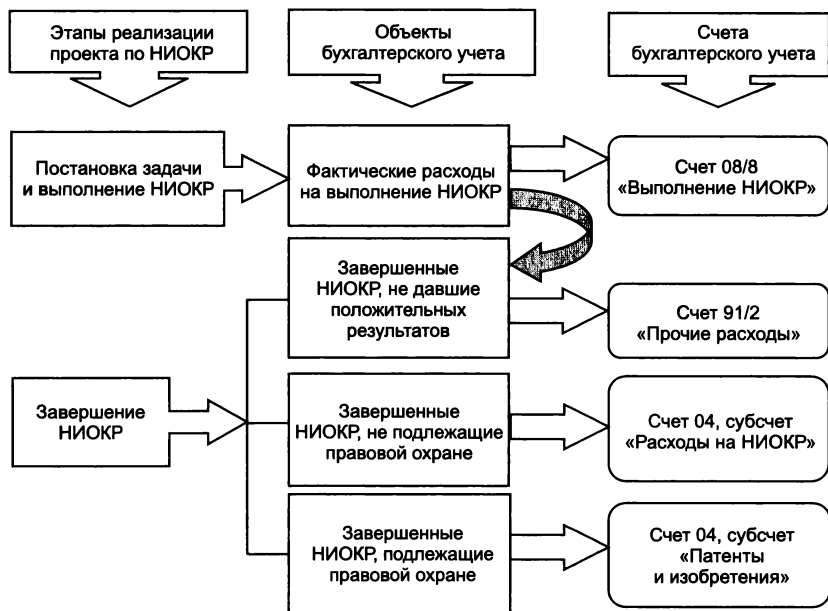 Этапы реализации
проекта по НИОКР
Объекты
бухгалтерского учета
Счета
бухгалтерского учета
Постановка задачи
и выполнение НИОКР
Фактические расходы
на выполнение НИОКР
Счет 08/8
«Выполнение НИОКР»
Завершенные
НИОКР, не давшие
положительных
результатов
Счет 91/2
«Прочие расходы»
Завершение
НИОКР
Завершенные
НИОКР, не подлежащие
правовой охране
Счет 04, субсчет
«Расходы на НИОКР»
Завершенные
НИОКР, подлежащие
правовой охране
Счет 04, субсчет
«Патенты
и изобретения»